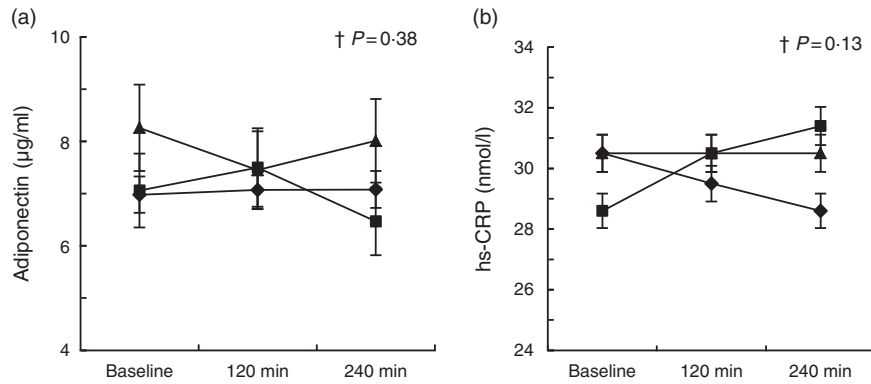 (a)
† P=0·38
Adiponectin (µg/ml)
10
8
6
4
Baseline 120 min 240 min
(b)
† P=0·13
hs-CRP (nmol/l)
34
32
30
28
26
24
Baseline 120 min 240 min